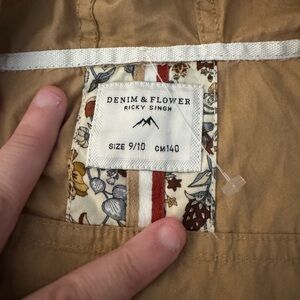 DENIM & FLOWER
RICKY SINGH
SIZE 9/10 CM140